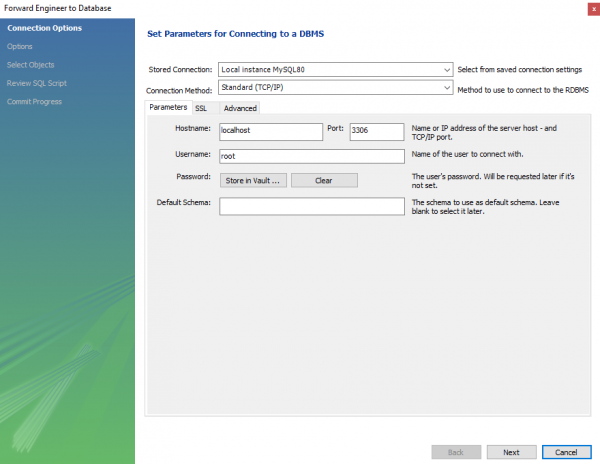 Forward Engineer to Database
x
Connection Options
Options
Select Objects
Review SQL Script
Commit Progress
Set Parameters for Connecting to a DBMS
Stored Connection: Local instance MySQL80 Select from saved connection settings
Connection Method: Standard (TCP/IP) Method to use to connect to the RDBMS
Parameters SSL Advanced
Hostname: localhost Port: 3306 Name or IP address of the server host - and
TCP/IP port.
Username: root Name of the user to connect with.
Password: Store in Vault ... Clear The user's password. Will be requested later if it's
not set.
Default Schema: The schema to use as default schema. Leave
blank to select it later.
Back Next Cancel